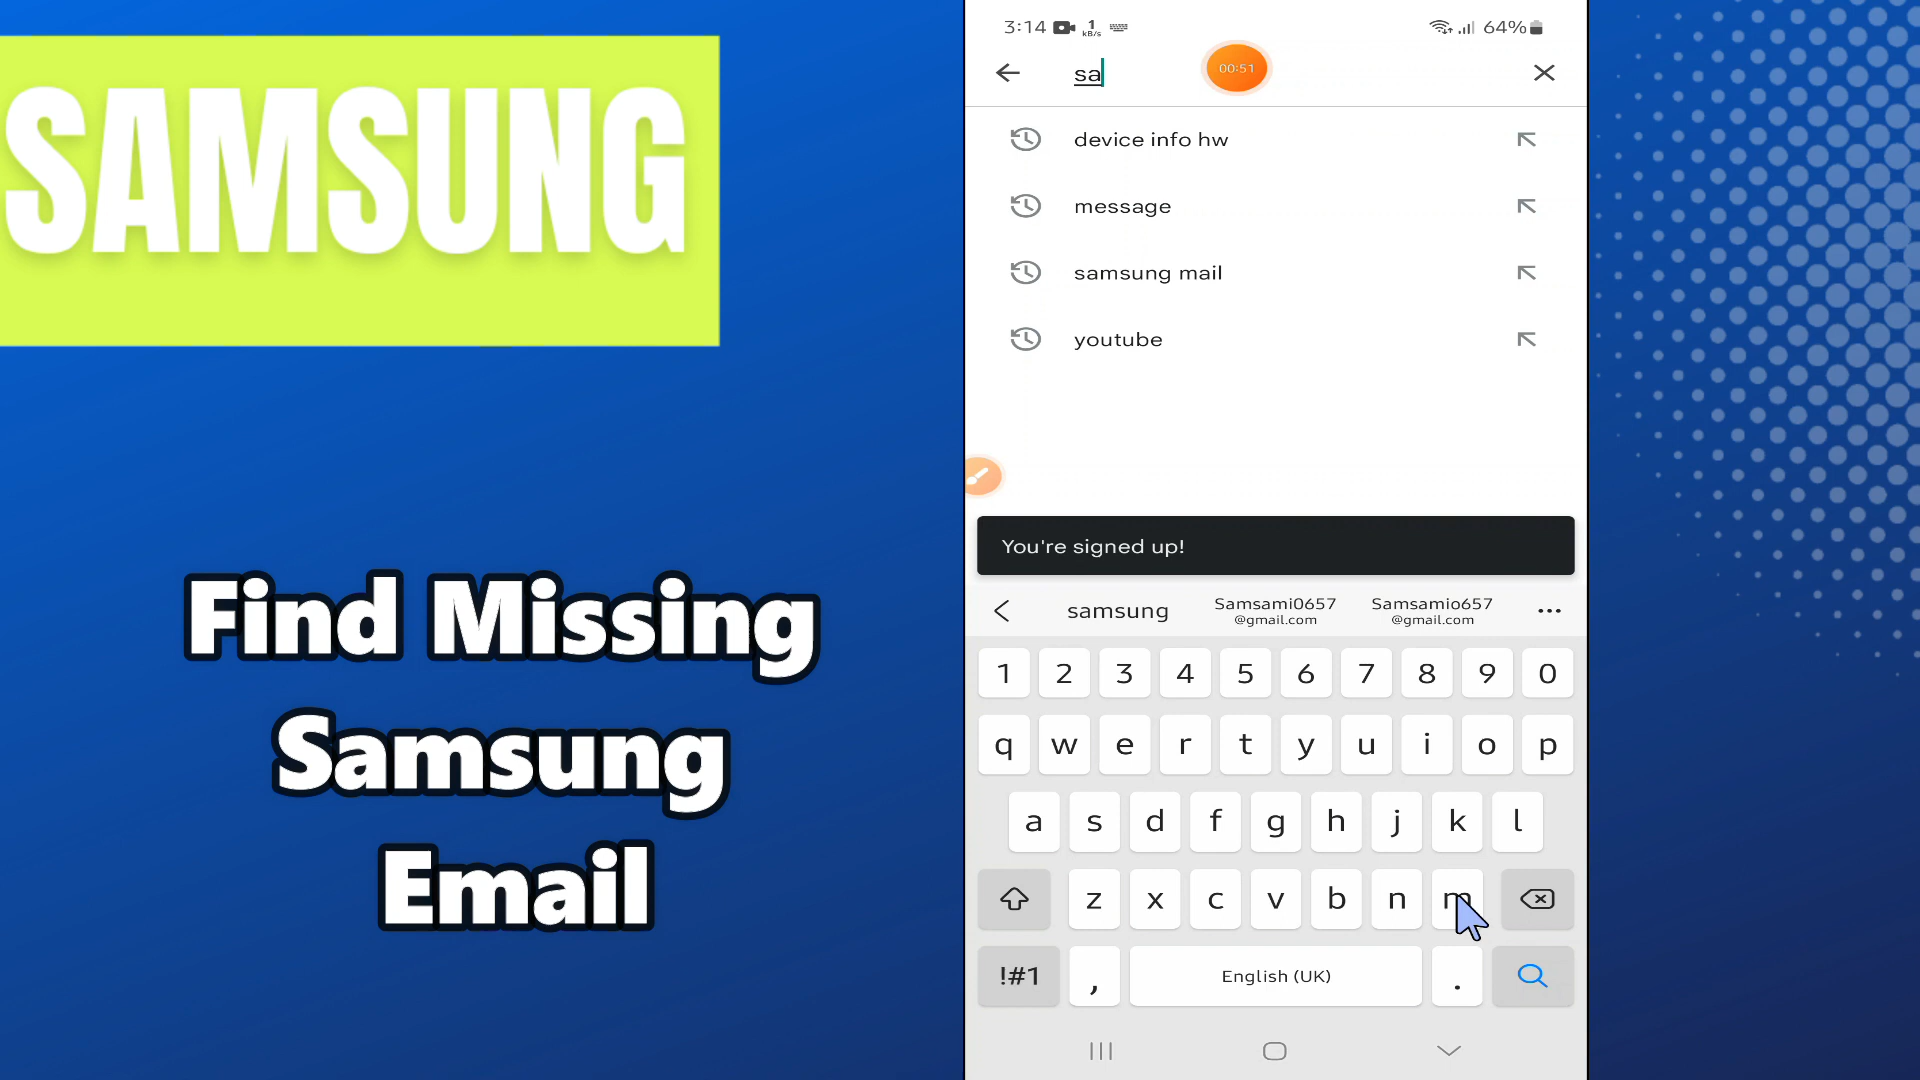 SAMSUNG
Find Missing
Samsung
Email
3:14 1 kB/s 64%
sa
00:51
device info hw
message
samsung mail
youtube
You're signed up!
samsung
Samsami0657
@gmail.com
Samsamio657
@gmail.com
1 2 3 4 5 6 7 8 9 0
q w e r t y u i o p
a s d f g h j k l
z x c v b n m
!#1 , English (UK) .